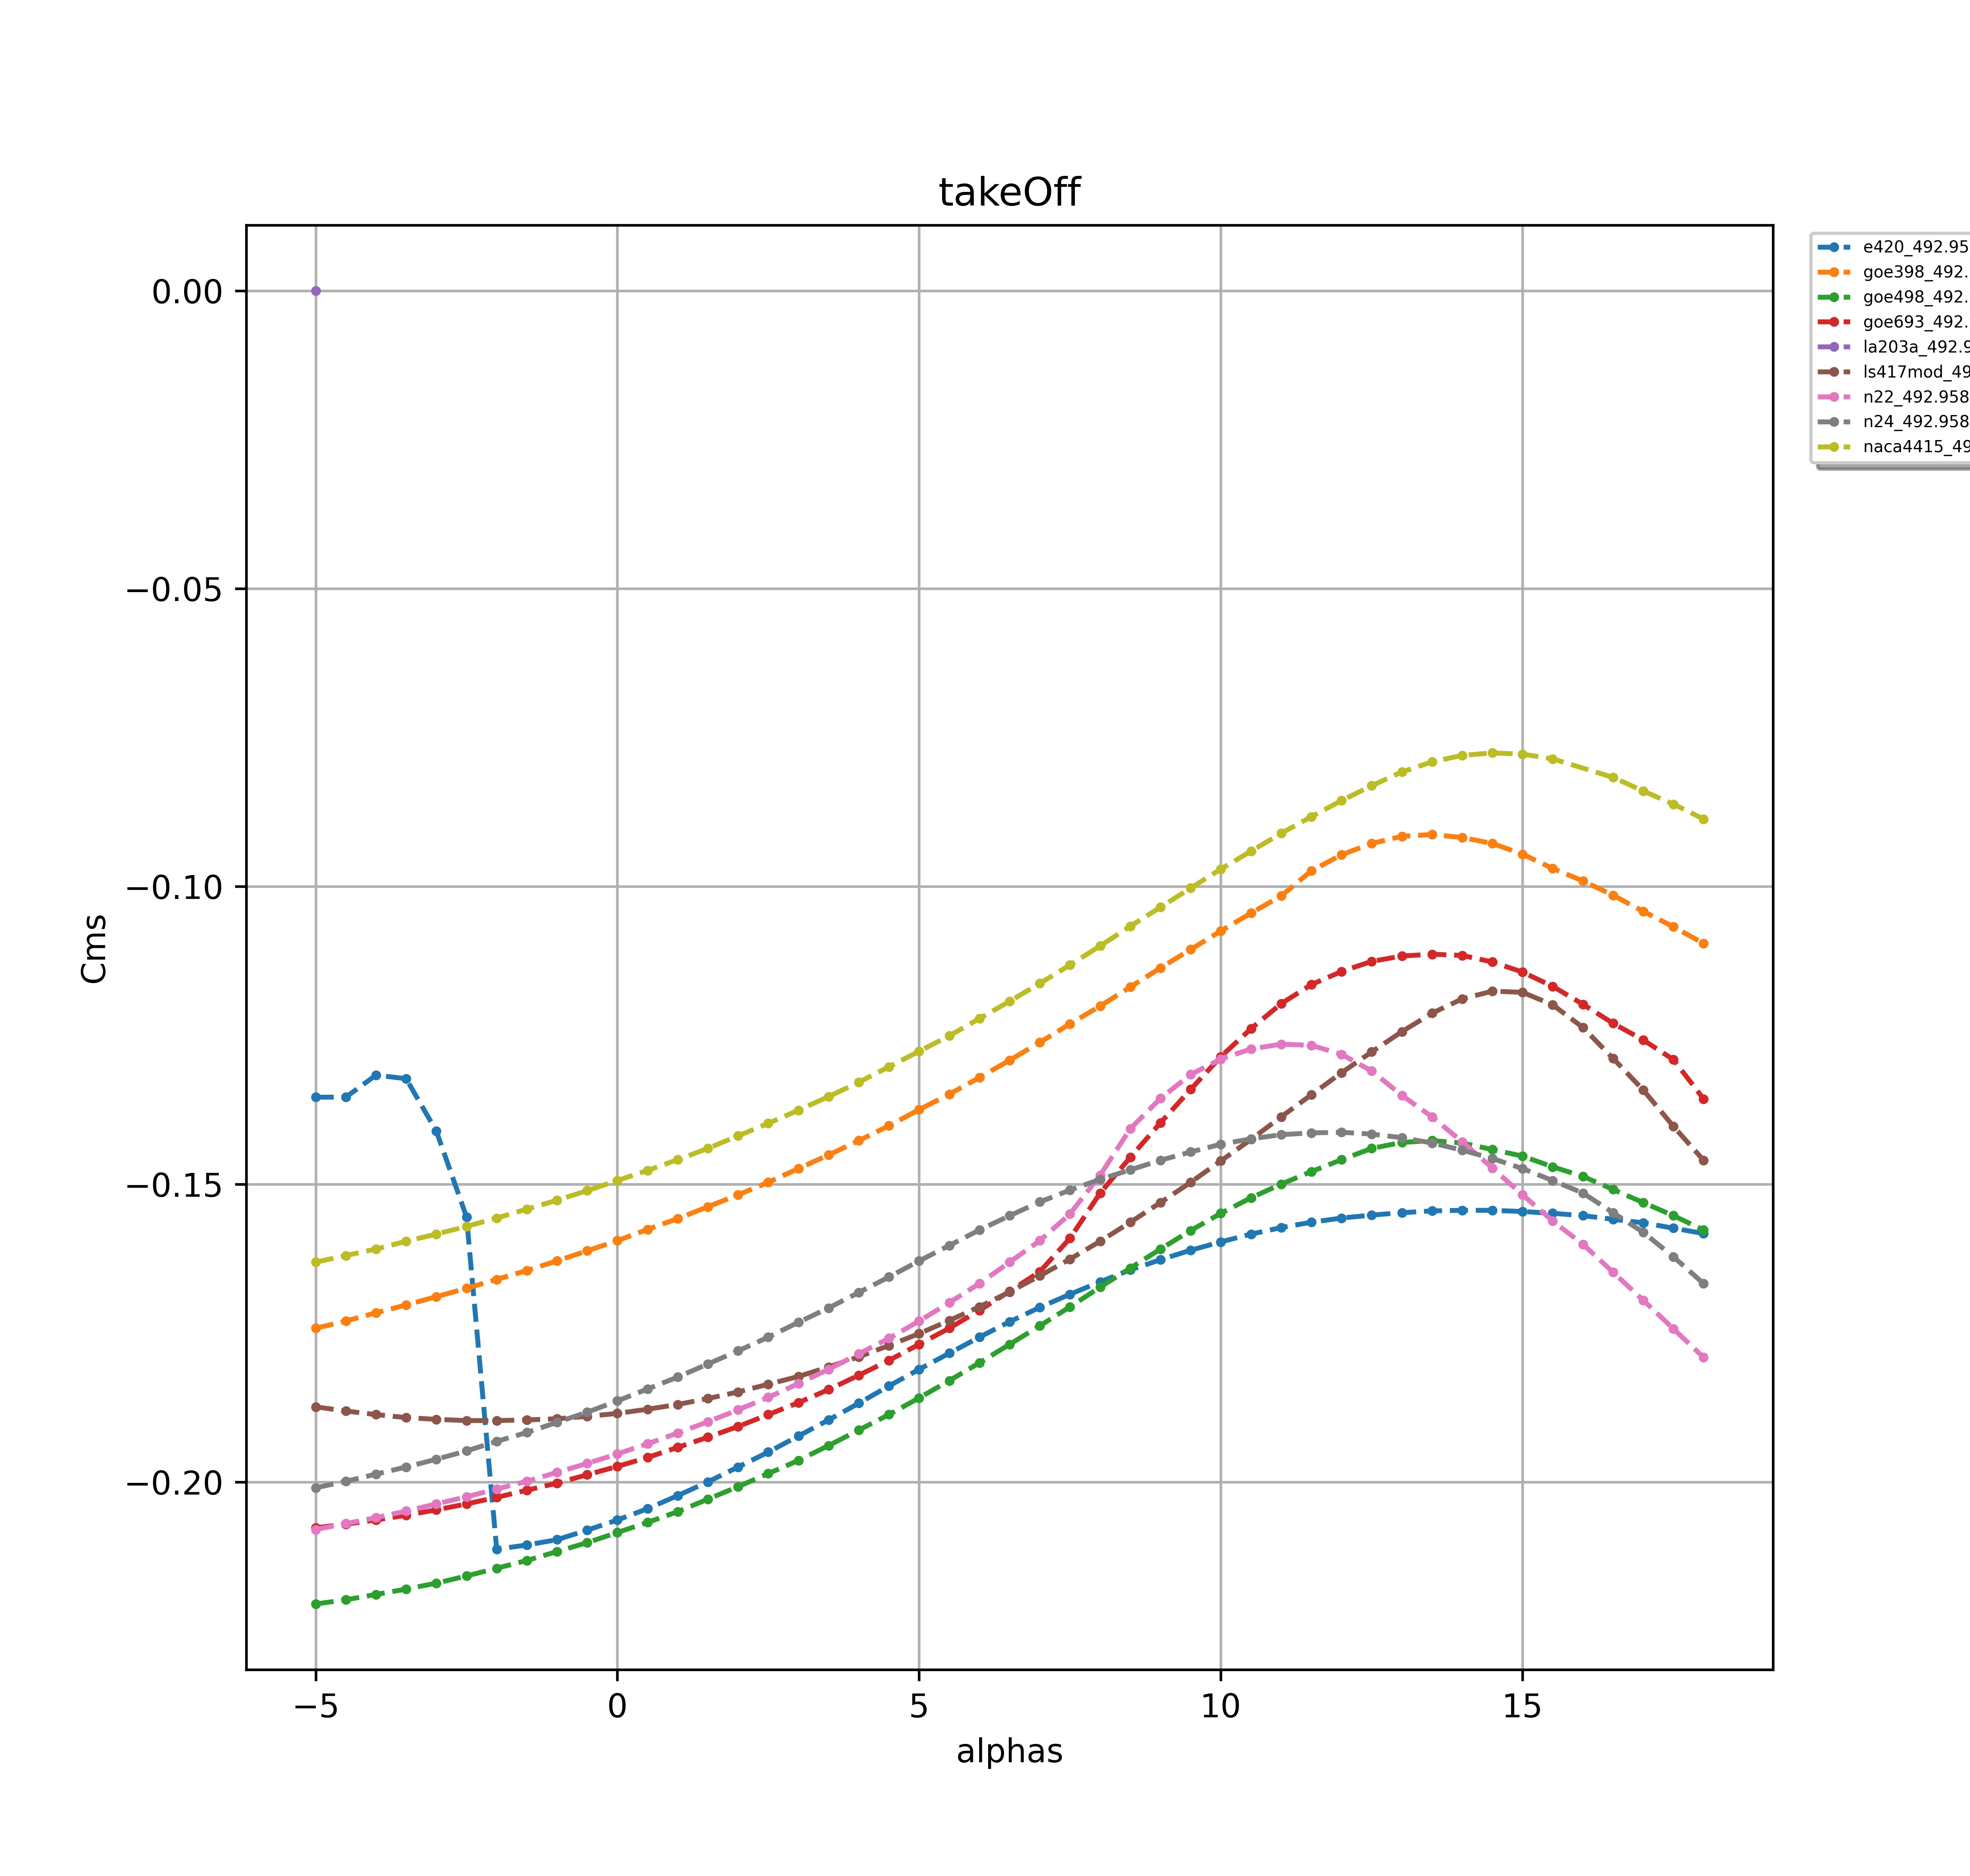 takeOff
0.00
−0.05
−0.10
−0.15
−0.20
Cms
−5
0
5
10
15
alphas
e420_492.95
goe398_492.
goe498_492.
goe693_492.
la203a_492.9
ls417mod_49
n22_492.958
n24_492.958
naca4415_49